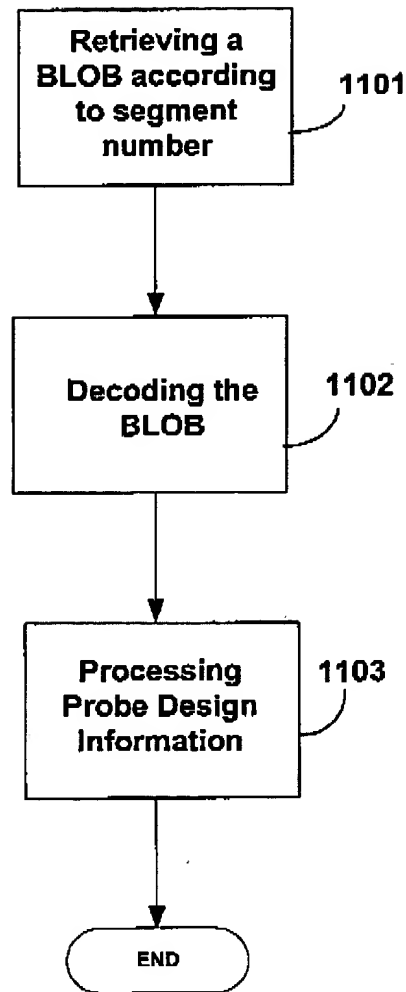 Retrieving a
BLOB according
to segment
number
1101
Decoding the
BLOB
1102
Processing
Probe Design
Information
1103
END